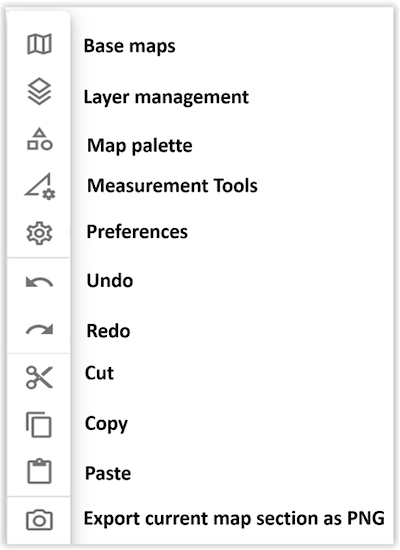 Base maps
Layer management
Map palette
Measurement Tools
Preferences
Undo
Redo
Cut
Copy
Paste
Export current map section as PNG